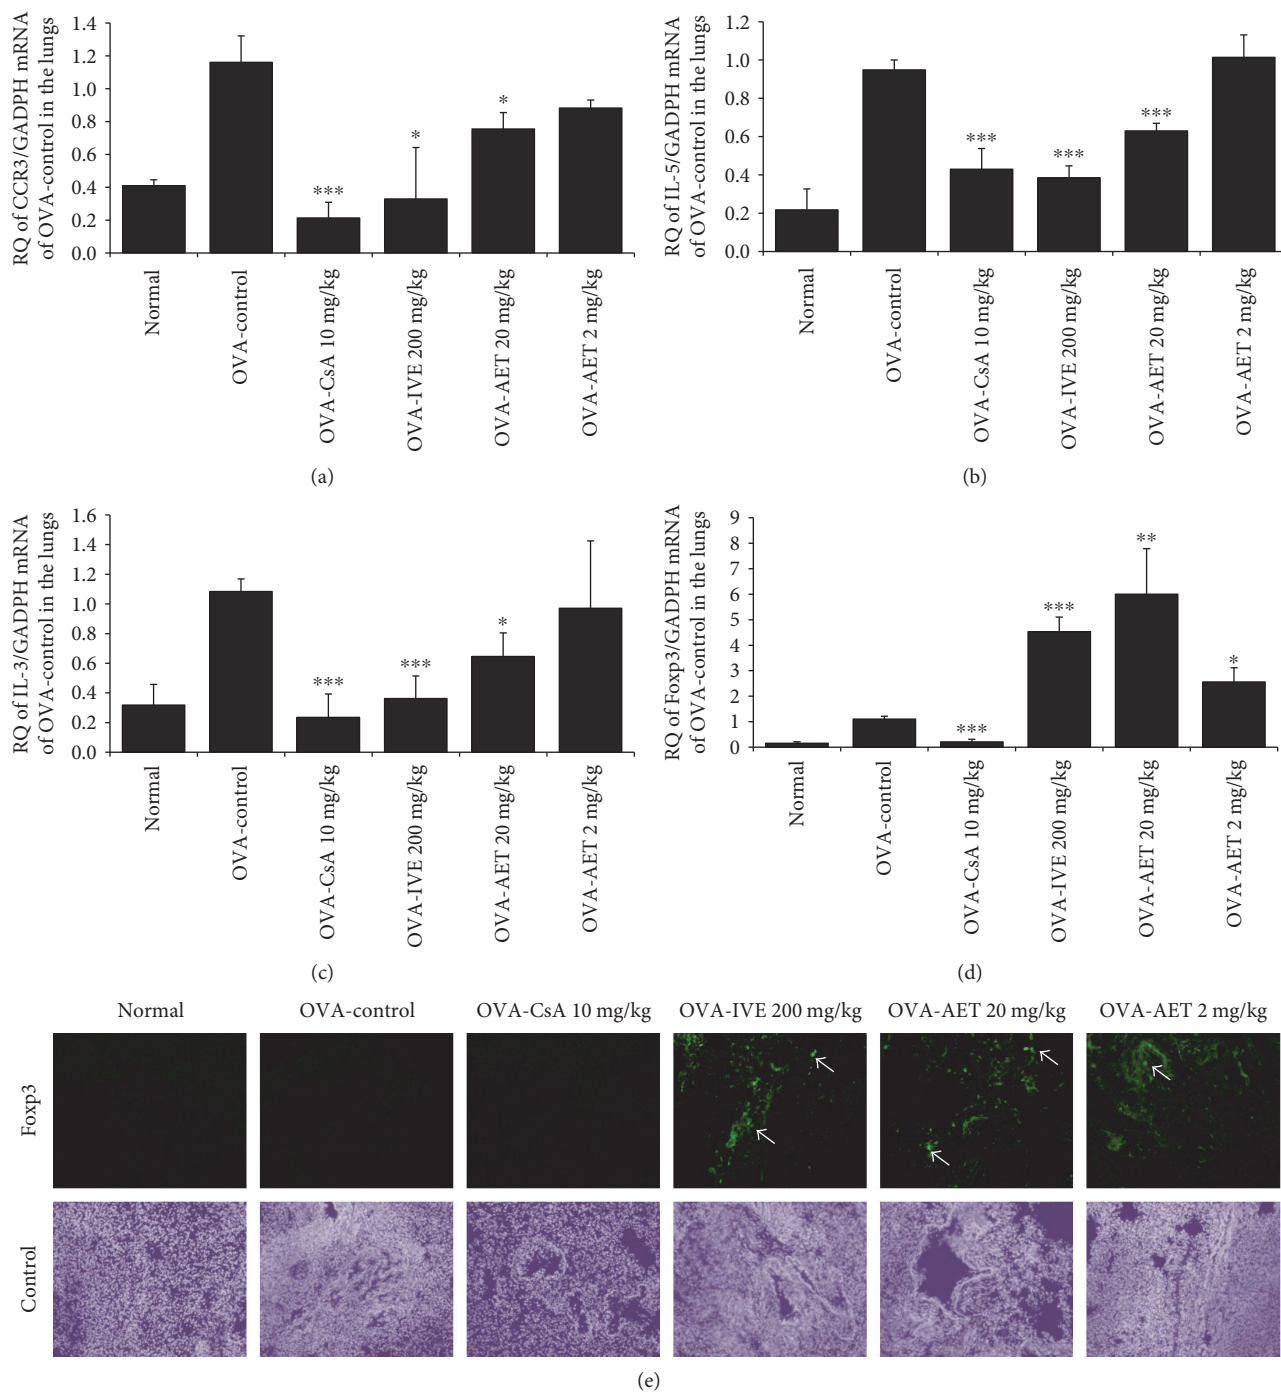 RQ of CCR3/GADPH mRNA
of OVA-control in the lungs
1.4
1.2
1.0
0.8
0.6
0.4
0.2
0.0
***
*
*
Normal
OVA-control
OVA-CsA 10 mg/kg
OVA-IVE 200 mg/kg
OVA-AET 20 mg/kg
OVA-AET 2 mg/kg
(a)
RQ of IL-5/GADPH mRNA
of OVA-control in the lungs
1.2
1.0
0.8
0.6
0.4
0.2
0.0
***
***
***
Normal
OVA-control
OVA-CsA 10 mg/kg
OVA-IVE 200 mg/kg
OVA-AET 20 mg/kg
OVA-AET 2 mg/kg
(b)
RQ of IL-3/GADPH mRNA
of OVA-control in the lungs
1.6
1.4
1.2
1.0
0.8
0.6
0.4
0.2
0.0
***
***
*
Normal
OVA-control
OVA-CsA 10 mg/kg
OVA-IVE 200 mg/kg
OVA-AET 20 mg/kg
OVA-AET 2 mg/kg
(c)
RQ of Foxp3/GADPH mRNA
of OVA-control in the lungs
9
8
7
6
5
4
3
2
1
0
***
***
**
*
Normal
OVA-control
OVA-CsA 10 mg/kg
OVA-IVE 200 mg/kg
OVA-AET 20 mg/kg
OVA-AET 2 mg/kg
(d)
Normal
OVA-control
OVA-CsA 10 mg/kg
OVA-IVE 200 mg/kg
OVA-AET 20 mg/kg
OVA-AET 2 mg/kg
Foxp3
Control
(e)